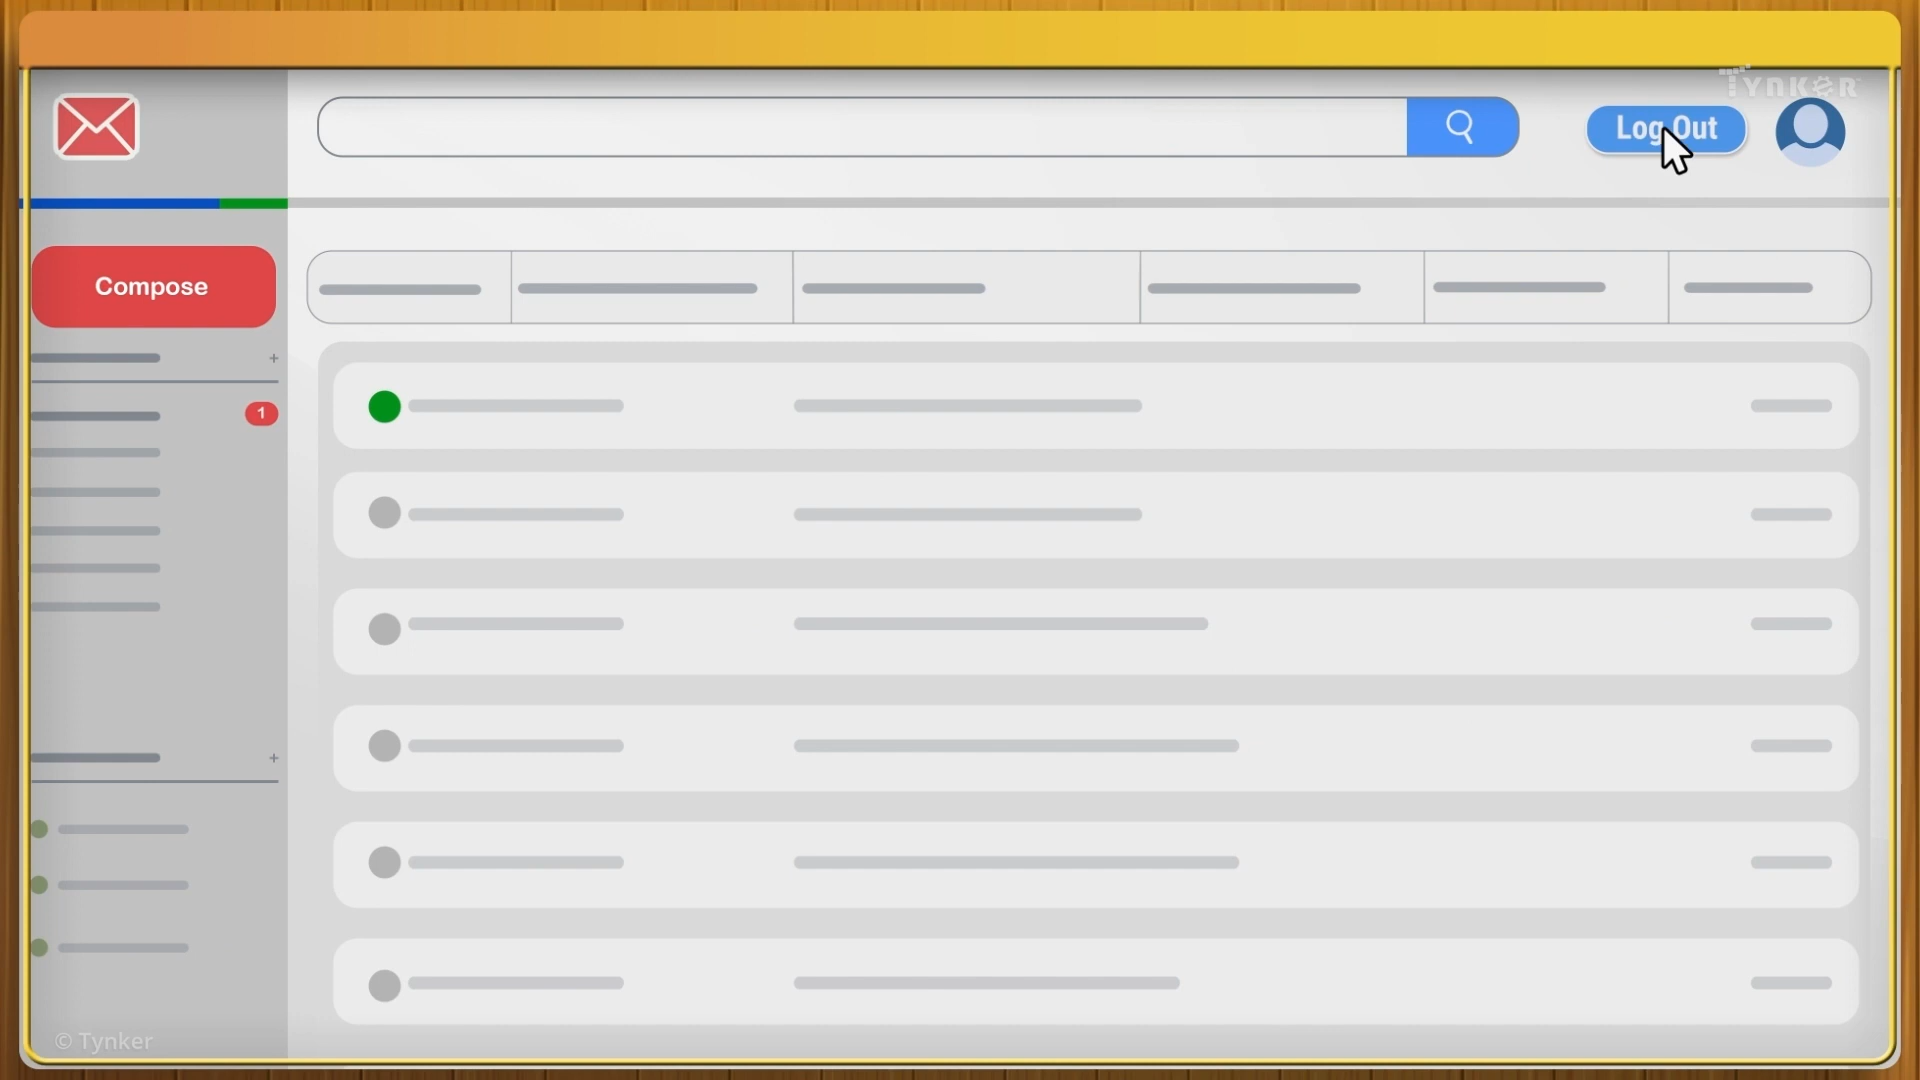 TYNKER
Log Out
Compose
+
1
+
© Tynker